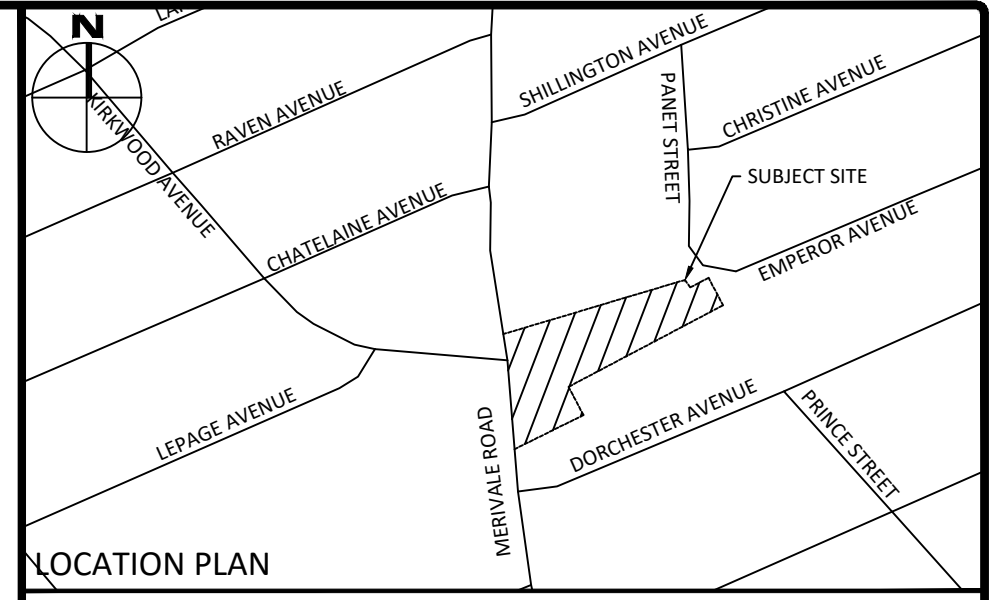 N
SHILLINGTON AVENUE
RAVEN AVENUE
CHRISTINE AVENUE
PANET STREET
KIRKWOOD AVENUE
SUBJECT SITE
CHATELAINE AVENUE
EMPEROR AVENUE
LEPAGE AVENUE
DORCHESTER AVENUE
PRINCE STREET
MERIVALE ROAD
LOCATION PLAN